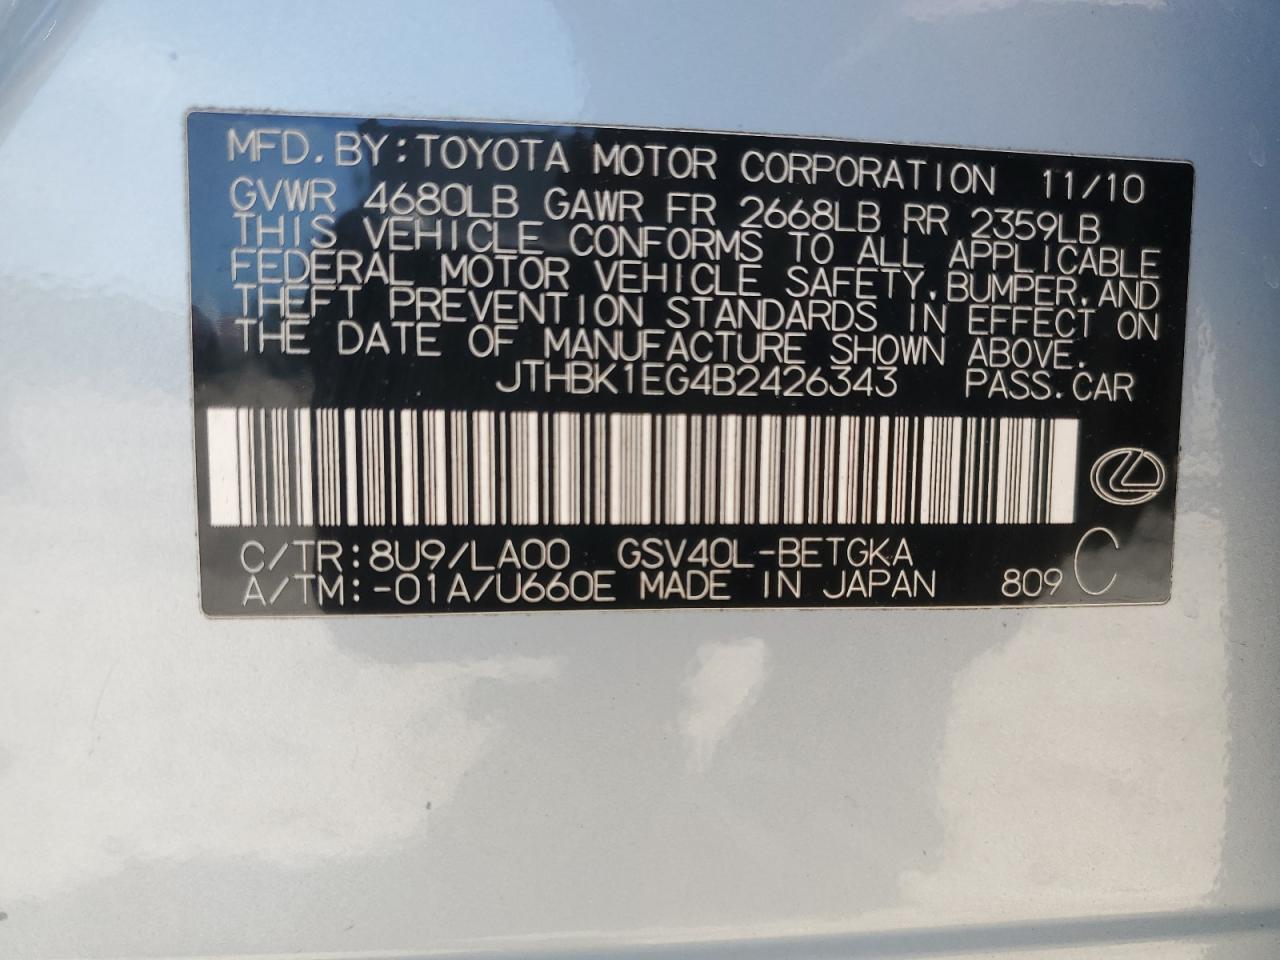 MFD.BY:TOYOTA MOTOR CORPORATION 11/10
GVWR 4680LB GAWR FR 2668LB RR 2359LB
THIS VEHICLE CONFORMS TO ALL APPLICABLE
FEDERAL MOTOR VEHICLE SAFETY,BUMPER,AND
THEFT PREVENTION STANDARDS IN EFFECT ON
THE DATE OF MANUFACTURE SHOWN ABOVE.
JTHBK1EG4B2426343 PASS.CAR
C/TR:8U9/LA00 GSV40L-BETGKA
A/TM:-01A/U660E MADE IN JAPAN 809 C